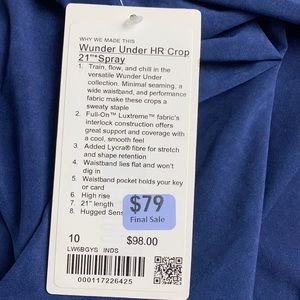 WHY WE MADE THIS
Wunder Under HR Crop
21"*Spray
1. Train, flow, and chill in the
versatile Wunder Under
collection. Minimal seaming, a
wide waistband, and performance
fabric make these crops a
sweaty staple
2. Full-On™ Luxtreme™ fabric's
interlock construction offers
great support and coverage with
a cool, smooth feel
3. Added Lycra® fibre for stretch
and shape retention
4. Waistband lies flat and won't
dig in
5. Waistband pocket holds your key
or card
6. High rise
7. 21" length
8. Hugged Sens
$79
Final Sale
10
$98.00
LW6BGYS INDS
000117226425